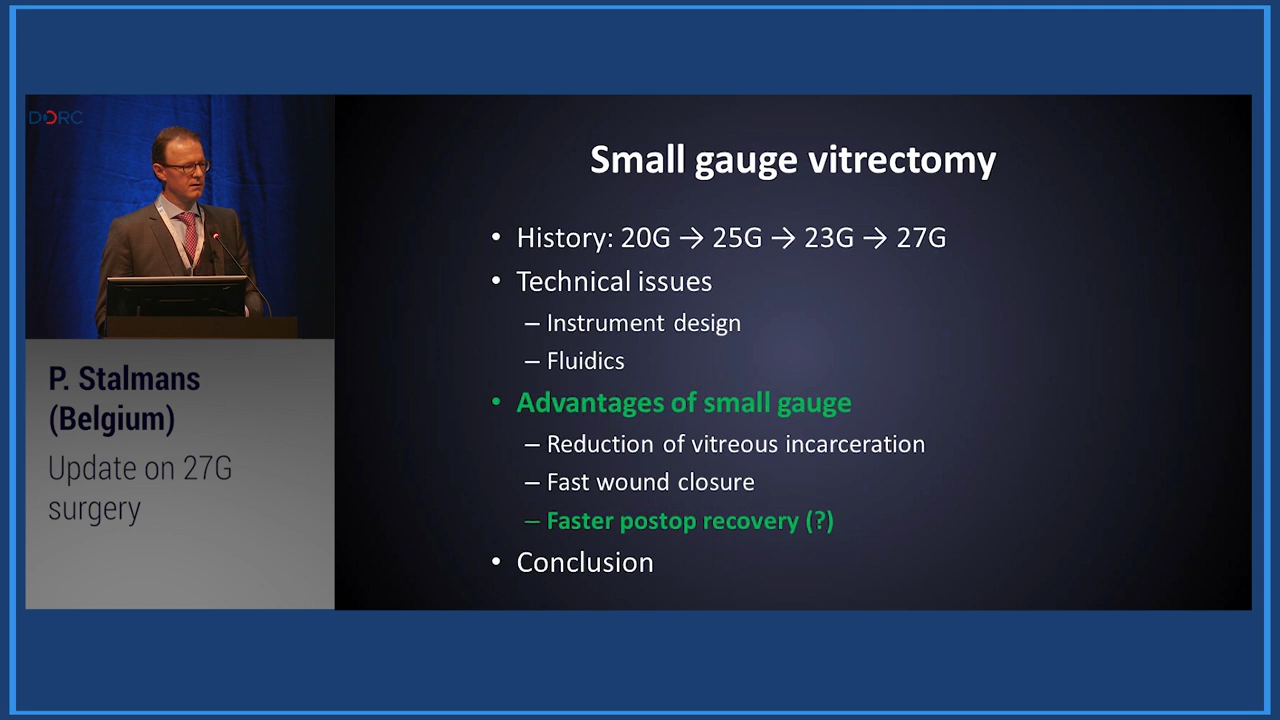 DORC
P. Stalmans
(Belgium)
Update on 27G
surgery
Small gauge vitrectomy
• History: 20G → 25G → 23G → 27G
• Technical issues
– Instrument design
– Fluidics
• Advantages of small gauge
– Reduction of vitreous incarceration
– Fast wound closure
– Faster postop recovery (?)
• Conclusion